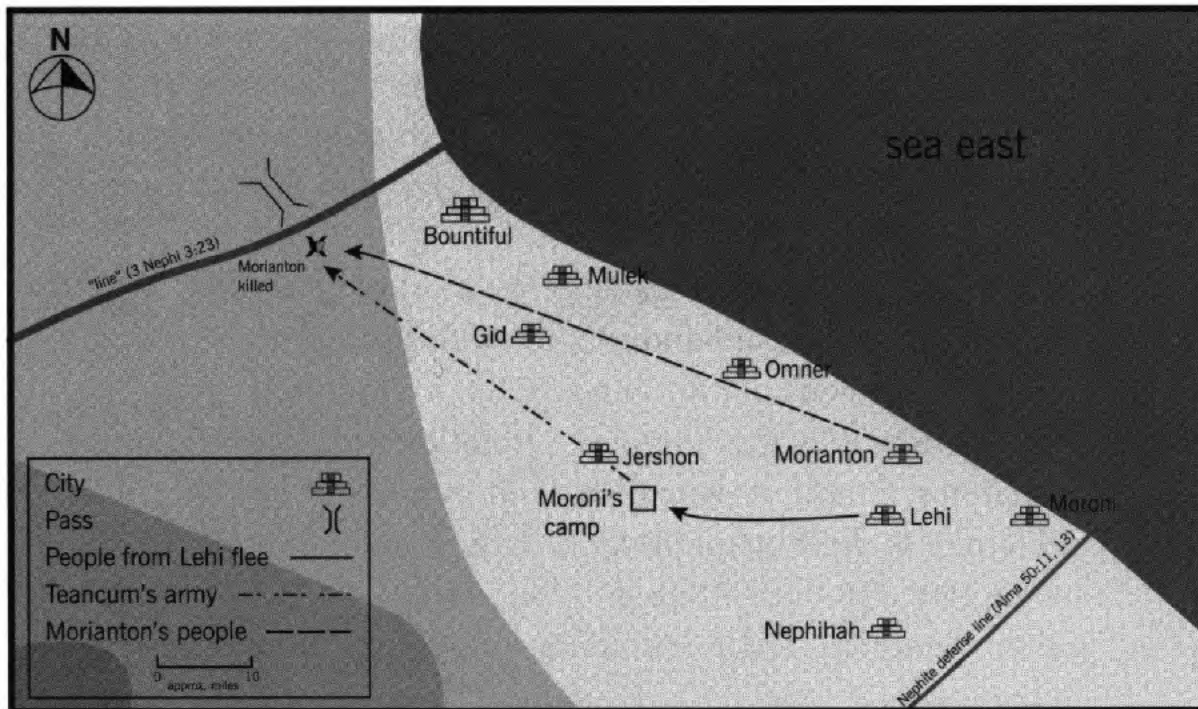 N
sea east
Bountiful
"line" (3 Nephi 3:23)
Morianton
killed
Mulek
Gid
Omner
Jershon
Morianton
Moroni's
camp
Lehi
Moroni
Nephihah
Nephite defense line (Alma 50:11, 13)
City
Pass
People from Lehi flee
Teancum's army
Morianton's people
0 10
approx. miles